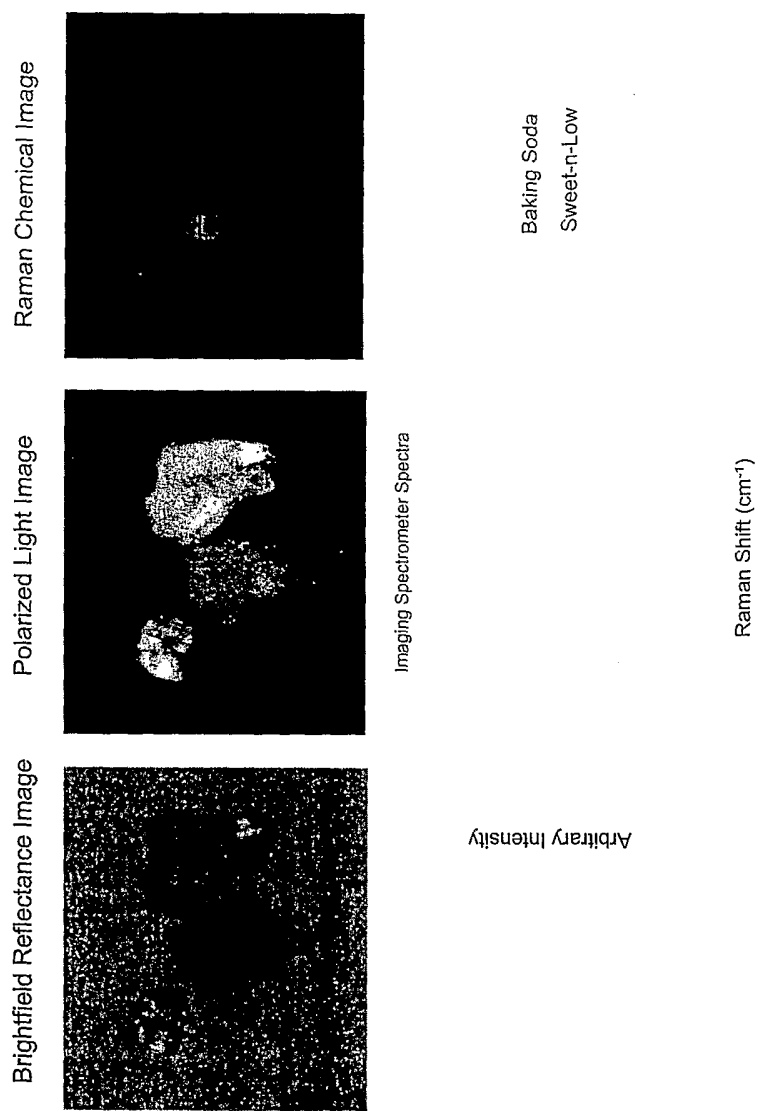 Brightfield Reflectance Image
Polarized Light Image
Raman Chemical Image
Imaging Spectrometer Spectra
Arbitrary Intensity
Baking Soda
Sweet-n-Low
Raman Shift (cm⁻¹)